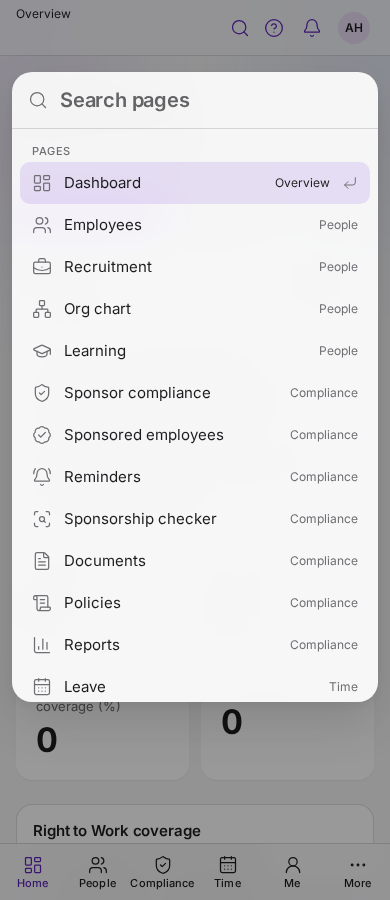 Overview
AH
Search pages
PAGES
Dashboard Overview
Employees People
Recruitment People
Org chart People
Learning People
Sponsor compliance Compliance
Sponsored employees Compliance
Reminders Compliance
Sponsorship checker Compliance
Documents Compliance
Policies Compliance
Reports Compliance
Leave Time
coverage (%)
0 0
Right to Work coverage
Home People Compliance Time Me More